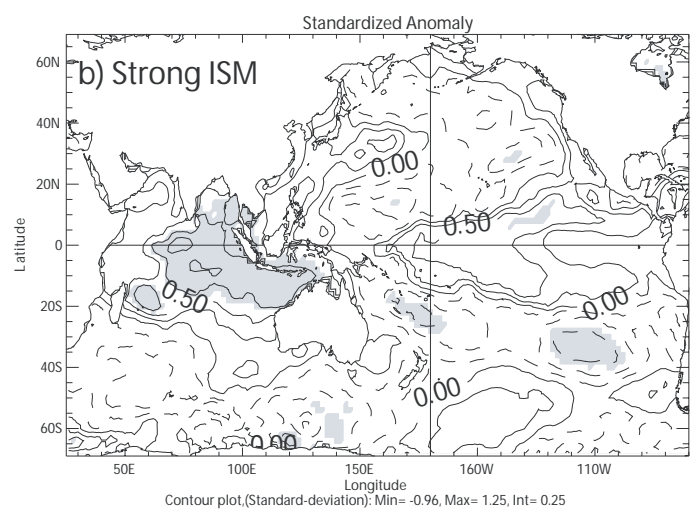 Standardized Anomaly
b) Strong ISM
60N
40N
20N
0
20S
40S
60S
Latitude
0.00
0.50
0.50
0.00
0.00
0.00
50E 100E 150E 160W 110W
Longitude
Contour plot,(Standard-deviation): Min= -0.96, Max= 1.25, Int= 0.25